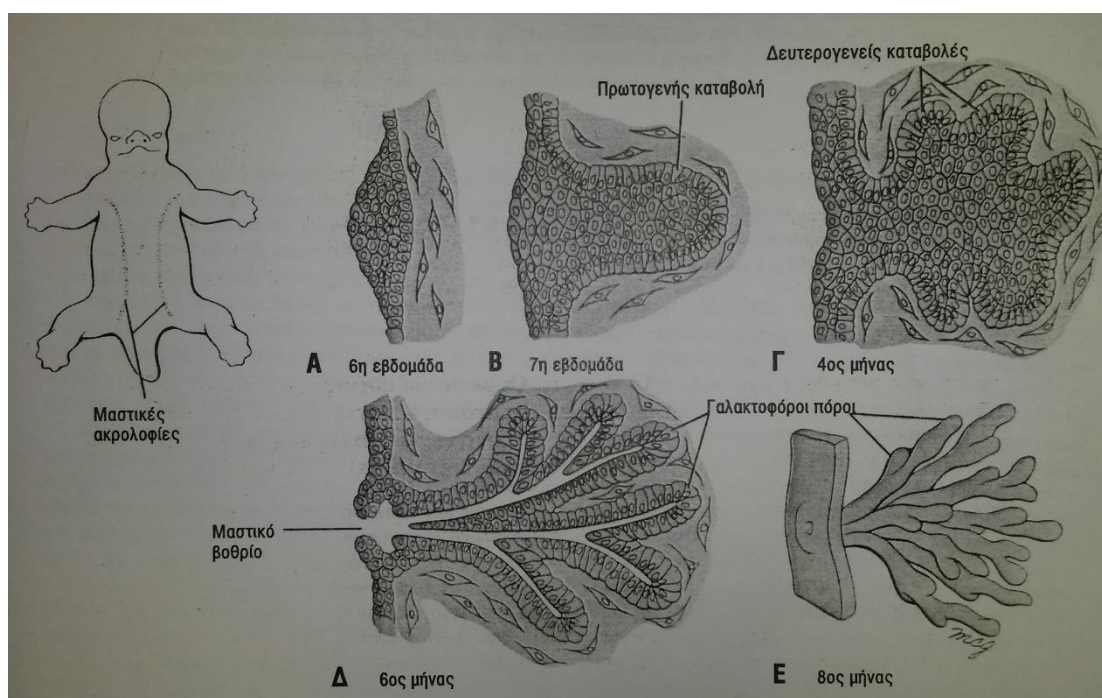 Δευτερογενείς καταβολές
Πρωτογενής καταβολή
Α 6η εβδομάδα
Β 7η εβδομάδα
Γ 4ος μήνας
Μαστικές
ακρολοφίες
Γαλακτοφόροι πόροι
Μαστικό
βοθρίο
Δ 6ος μήνας
Ε 8ος μήνας